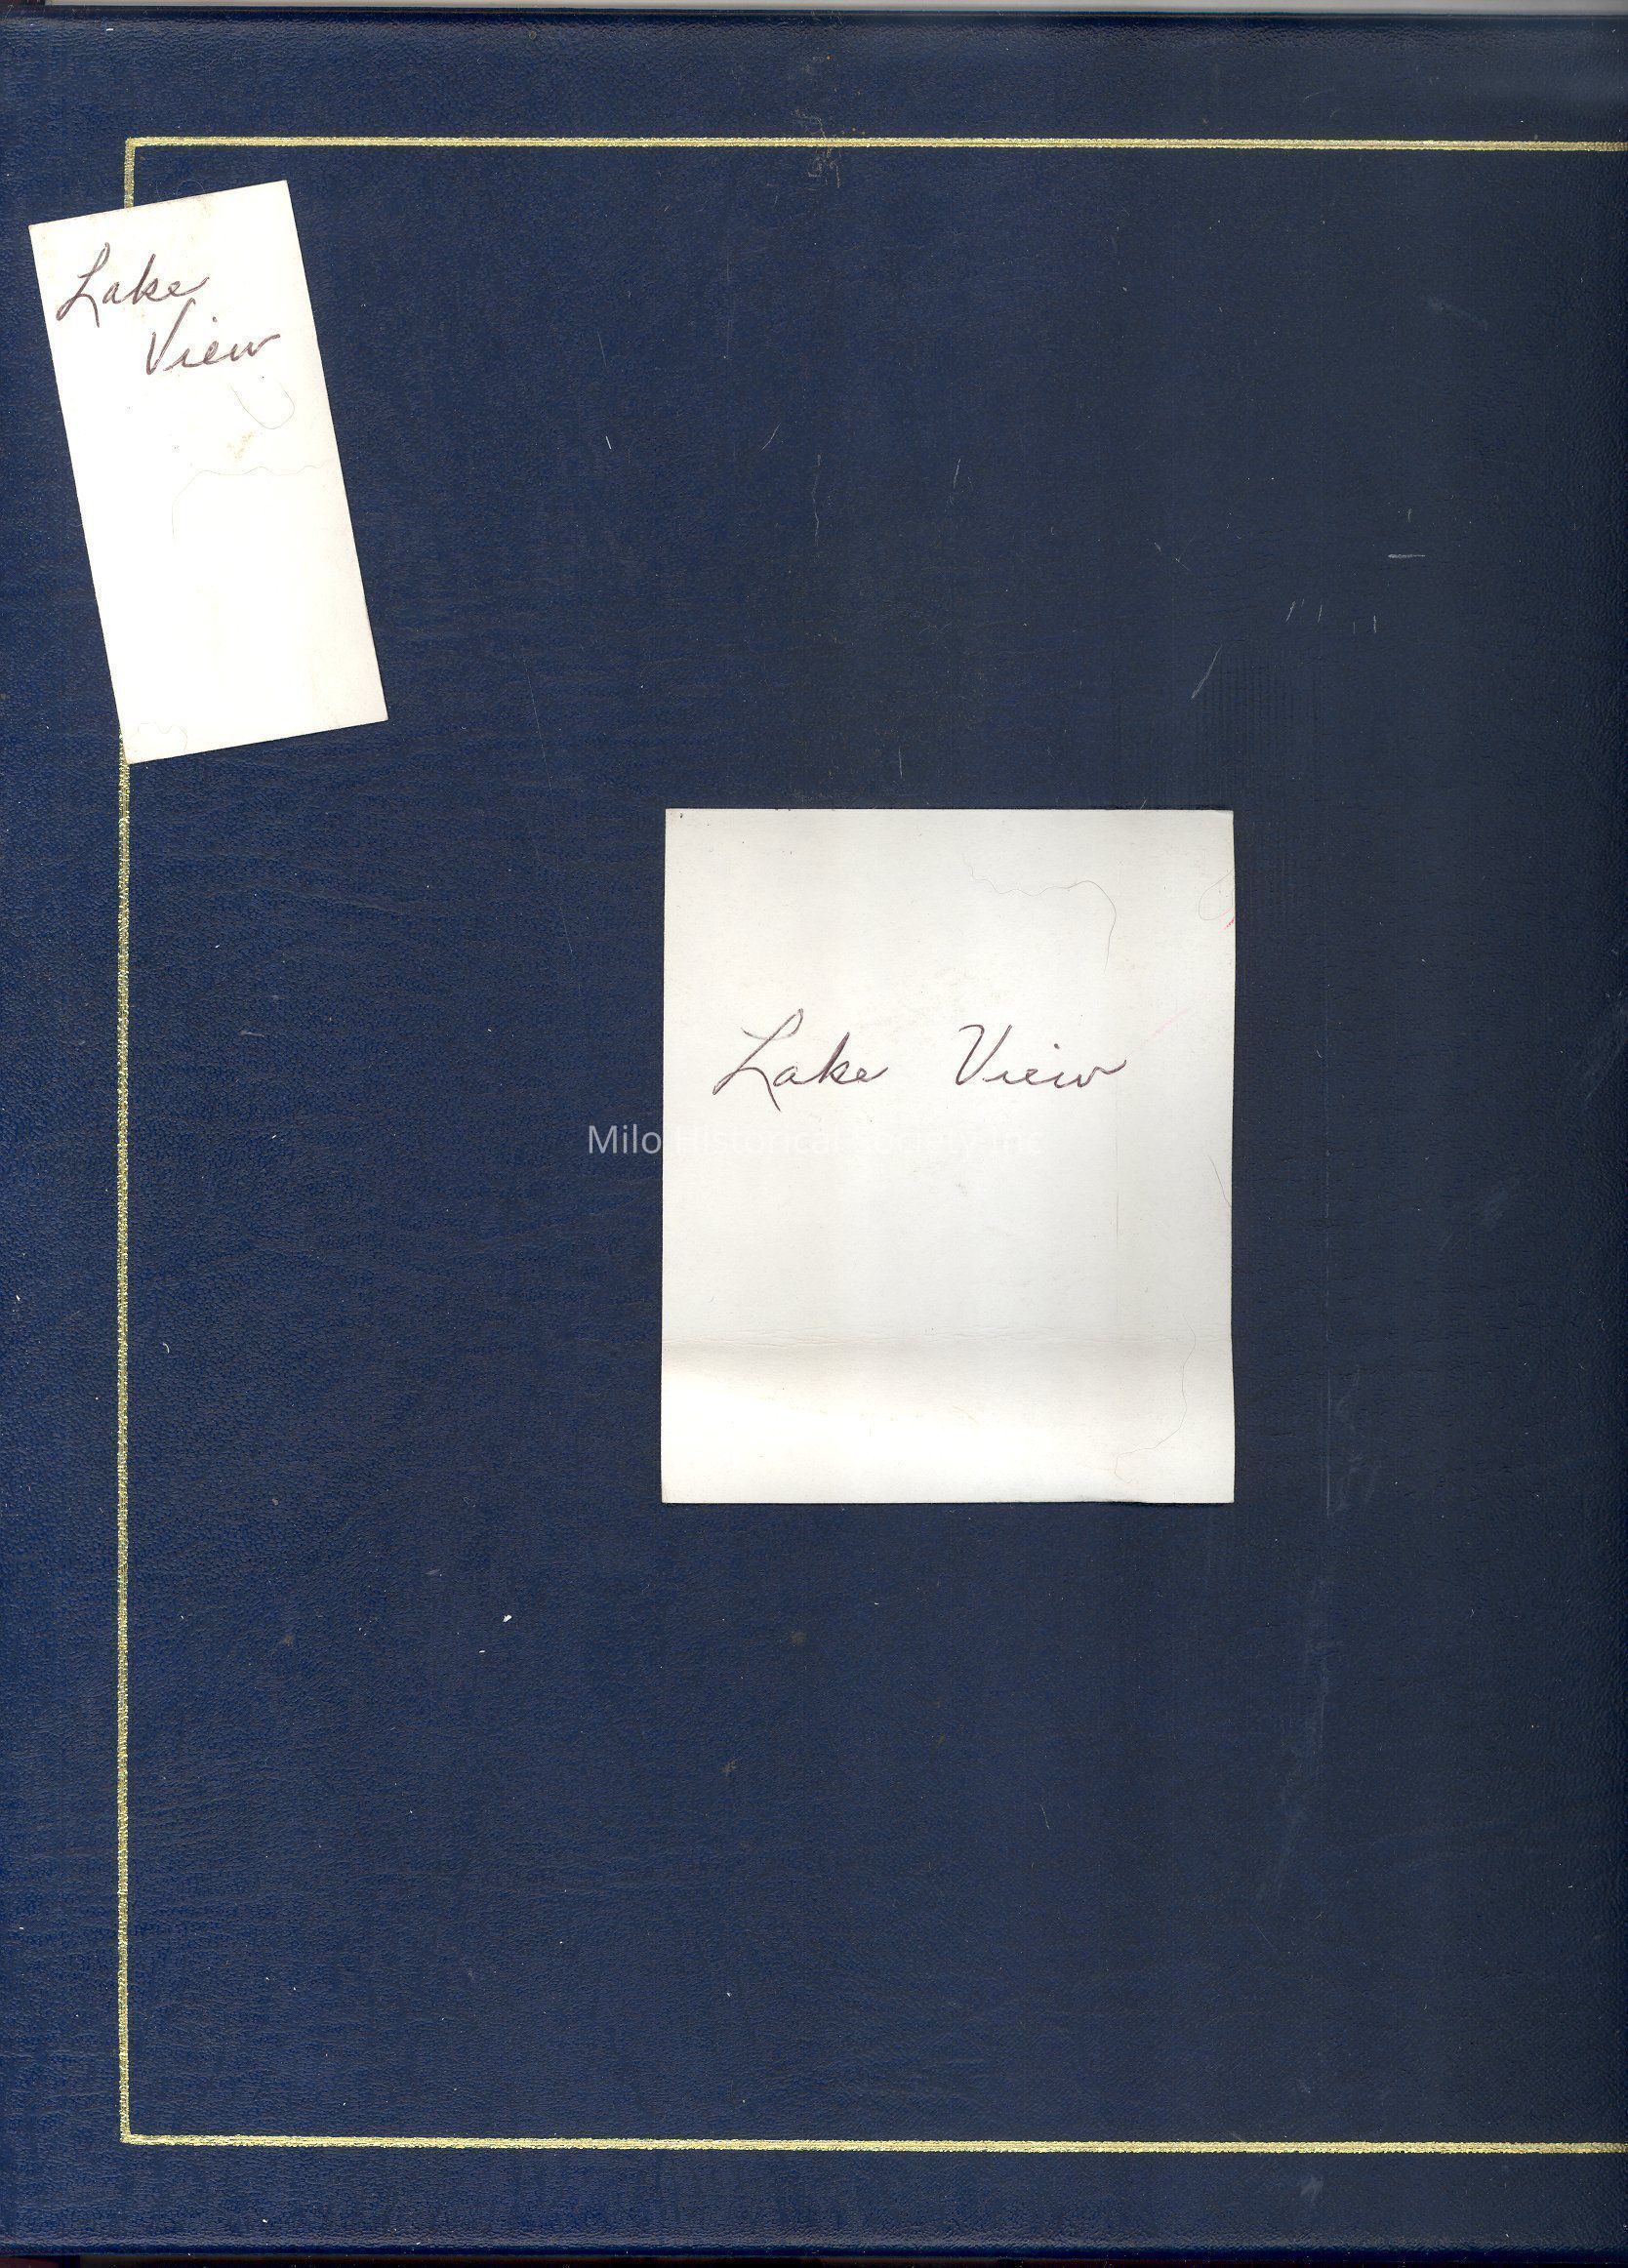 Lake
View
Lake View
Milo Historical Society Inc